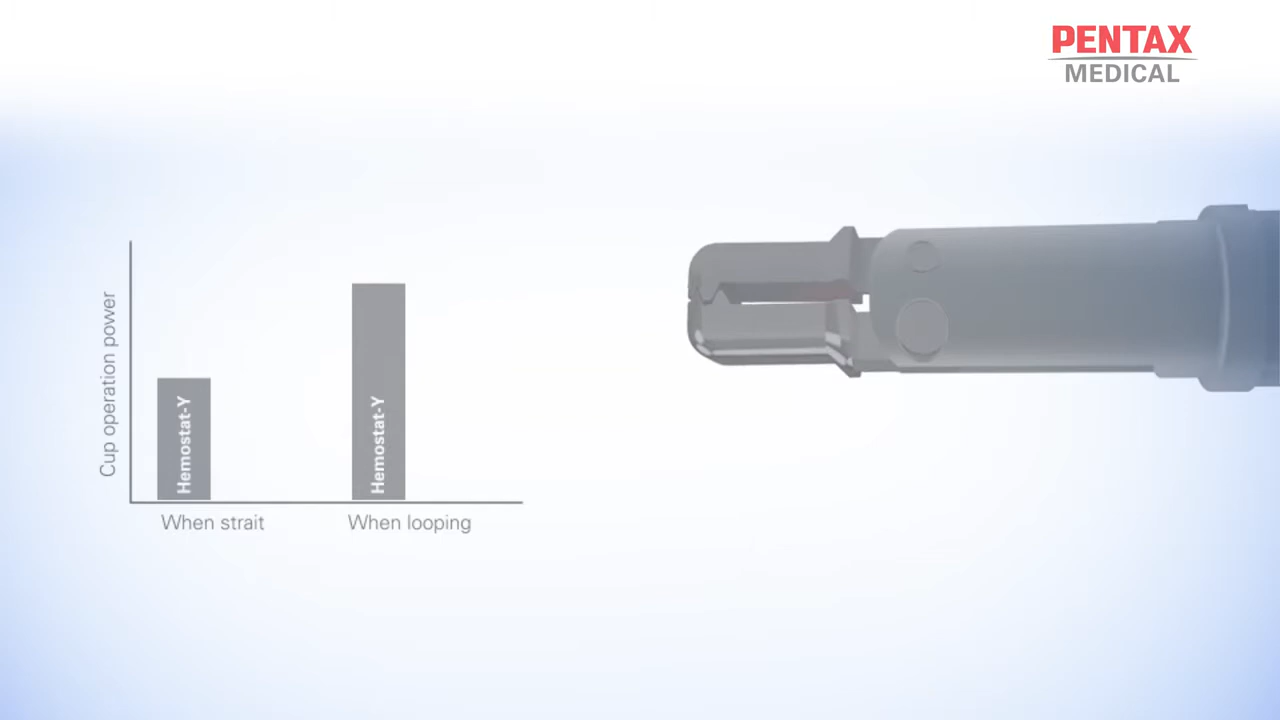 PENTAX
MEDICAL
Cup operation power
Hemostat-Y
Hemostat-Y
When strait
When looping